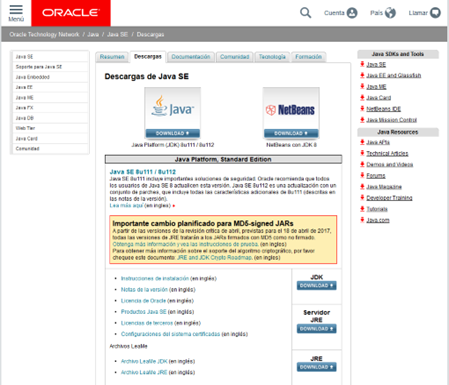 Menú
ORACLE
Cuenta
País
Llamar
Oracle Technology Network / Java / Java SE / Descargas
Java SE
Soporte para Java SE
Java Embedded
Java EE
Java ME
Java FX
Java DB
Web Tier
Java Card
Comunidad
Resumen
Descargas
Documentación
Comunidad
Tecnología
Formación
Descargas de Java SE
Java
DOWNLOAD
Java Platform (JDK) 8u111 / 8u112
NetBeans
DOWNLOAD
NetBeans con JDK 8
Java Platform, Standard Edition
Java SE 8u111 / 8u112
Java SE 8u111 incluye importantes soluciones de seguridad. Oracle recomienda que todos
los usuarios de Java SE 8 actualicen esta versión. Java SE 8u112 es una actualización con un
conjunto de parches, que incluye todas las características adicionales de 8u111 (descritas en
las notas de la versión).
Lea más aquí (en inglés)
Importante cambio planificado para MD5-signed JARs
A partir de las versiones de la revisión crítica de abril, previstas para el 18 de abril de 2017,
todas las versiones de JRE tratarán a los JARs firmados con MD5 como no firmado.
Obtenga más información y vea las instrucciones de prueba. (en inglés)
Para obtener más información sobre el soporte del algoritmo criptográfico, por favor
chequee este documento: JRE and JDK Crypto Roadmap. (en inglés)
Instrucciones de instalación (en inglés)
Notas de la versión (en inglés)
Licencia de Oracle (en inglés)
Productos Java SE (en inglés)
Licencias de terceros (en inglés)
Configuraciones del sistema certificadas (en inglés)
Archivos LeaMe
Archivo LeaMe JDK (en inglés)
Archivo LeaMe JRE (en inglés)
JDK
DOWNLOAD
Servidor
JRE
DOWNLOAD
JRE
DOWNLOAD
Java SDKs and Tools
Java SE
Java EE and Glassfish
Java ME
Java Card
NetBeans IDE
Java Mission Control
Java Resources
Java APIs
Technical Articles
Demos and Videos
Forums
Java Magazine
Developer Training
Tutorials
Java.com